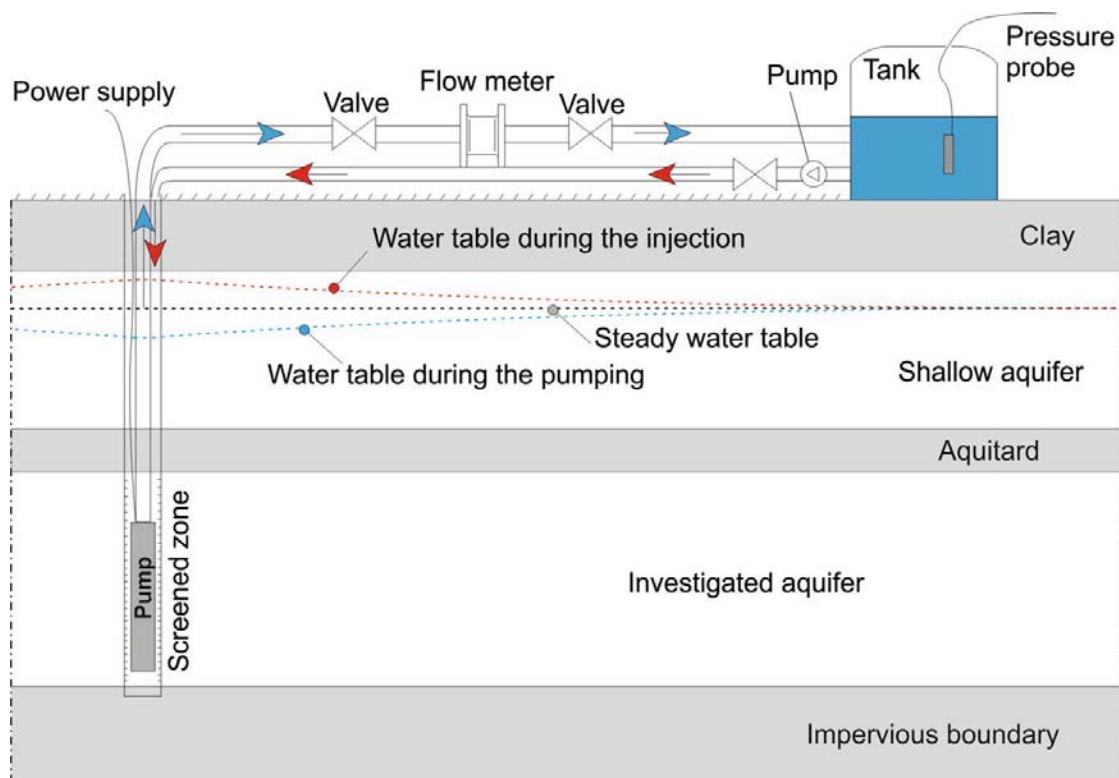 Pressure
probe
Flow meter
Pump
Tank
Power supply
Valve
Valve
Clay
Water table during the injection
Steady water table
Water table during the pumping
Shallow aquifer
Aquitard
Pump
Screened zone
Investigated aquifer
Impervious boundary